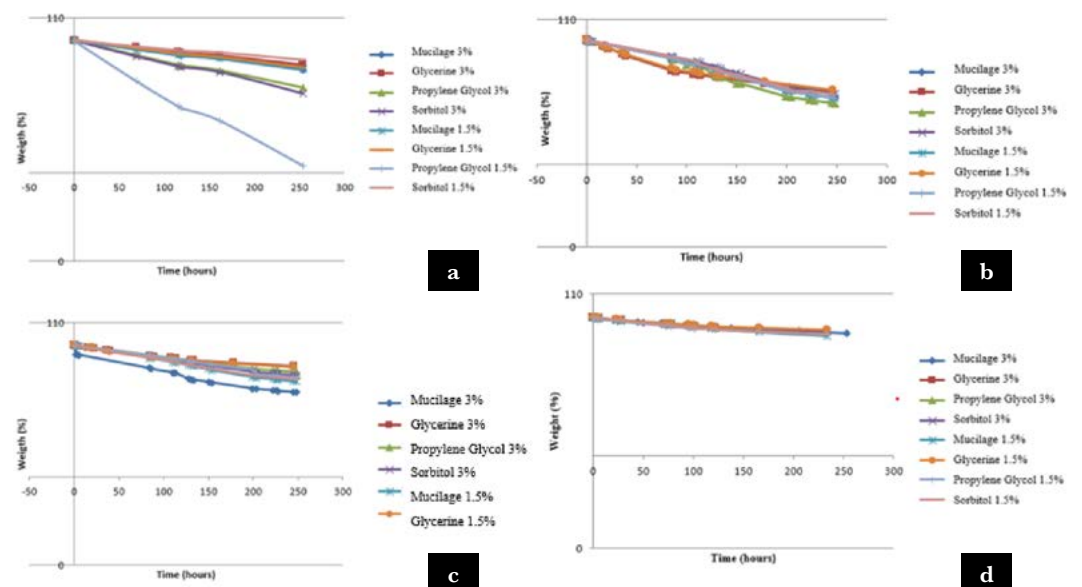 110
Weigth (%)
-50 0 50 100 150 200 250 300
0
Time (hours)
Mucilage 3%
Glycerine 3%
Propylene Glycol 3%
Sorbitol 3%
Mucilage 1.5%
Glycerine 1.5%
Propylene Glycol 1.5%
Sorbitol 1.5%
a
110
Weigth (%)
-50 0 50 100 150 200 250 300
0
Time (hours)
Mucilage 3%
Glycerine 3%
Propylene Glycol 3%
Sorbitol 3%
Mucilage 1.5%
Glycerine 1.5%
Propylene Glycol 1.5%
Sorbitol 1.5%
b
110
Weigth (%)
-50 0 50 100 150 200 250 300
0
Time (hours)
Mucilage 3%
Glycerine 3%
Propylene Glycol 3%
Sorbitol 3%
Mucilage 1.5%
Glycerine 1.5%
c
110
Weight (%)
0 50 100 150 200 250 300
0
Time (hours)
Mucilage 3%
Glycerine 3%
Propylene Glycol 3%
Sorbitol 3%
Mucilage 1.5%
Glycerine 1.5%
Propylene Glycol 1.5%
Sorbitol 1.5%
d